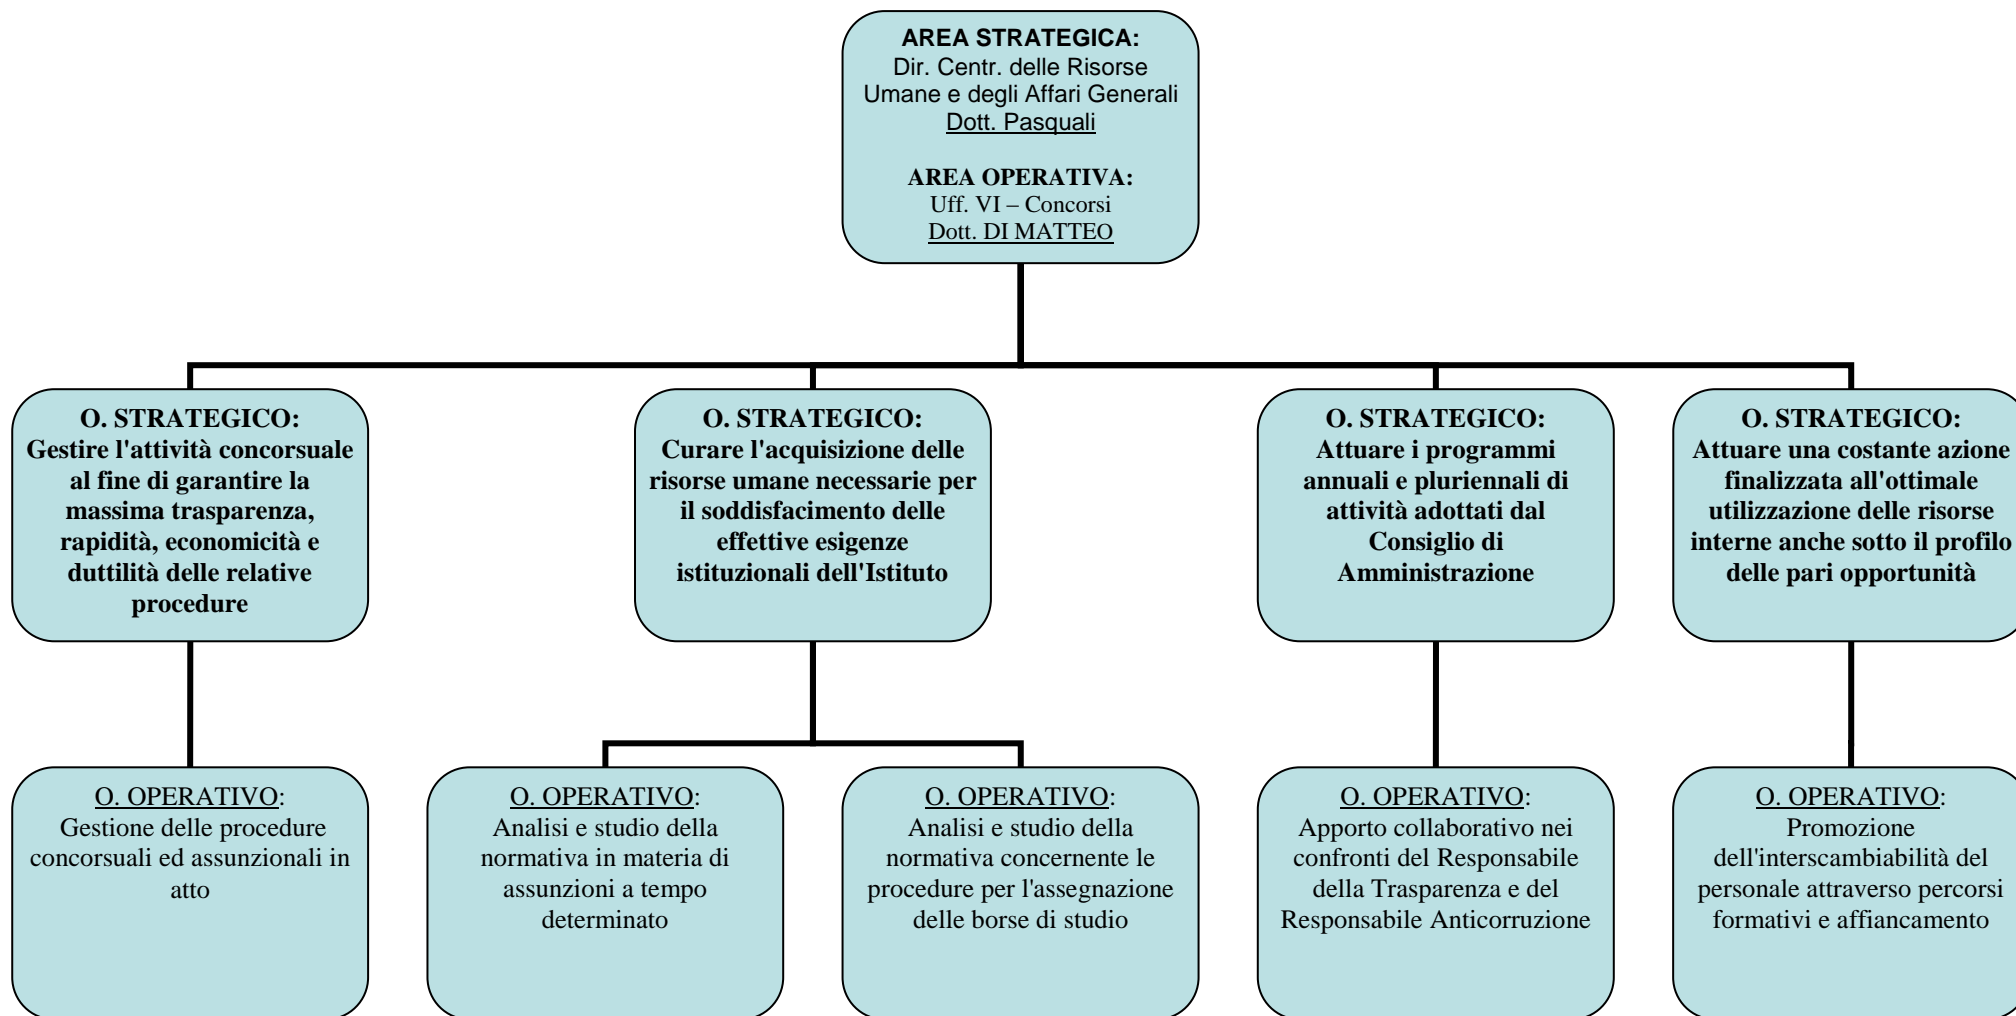 AREA STRATEGICA:
Dir. Centr. delle Risorse
Umane e degli Affari Generali
Dott. Pasquali
AREA OPERATIVA:
Uff. VI – Concorsi
Dott. DI MATTEO
O. STRATEGICO:
Gestire l'attività concorsuale
al fine di garantire la
massima trasparenza,
rapidità, economicità e
duttilità delle relative
procedure
O. STRATEGICO:
Curare l'acquisizione delle
risorse umane necessarie per
il soddisfacimento delle
effettive esigenze
istituzionali dell'Istituto
O. STRATEGICO:
Attuare i programmi
annuali e pluriennali di
attività adottati dal
Consiglio di
Amministrazione
O. STRATEGICO:
Attuare una costante azione
finalizzata all'ottimale
utilizzazione delle risorse
interne anche sotto il profilo
delle pari opportunità
O. OPERATIVO:
Gestione delle procedure
concorsuali ed assunzionali in
atto
O. OPERATIVO:
Analisi e studio della
normativa in materia di
assunzioni a tempo
determinato
O. OPERATIVO:
Analisi e studio della
normativa concernente le
procedure per l'assegnazione
delle borse di studio
O. OPERATIVO:
Apporto collaborativo nei
confronti del Responsabile
della Trasparenza e del
Responsabile Anticorruzione
O. OPERATIVO:
Promozione
dell'interscambiabilità del
personale attraverso percorsi
formativi e affiancamento